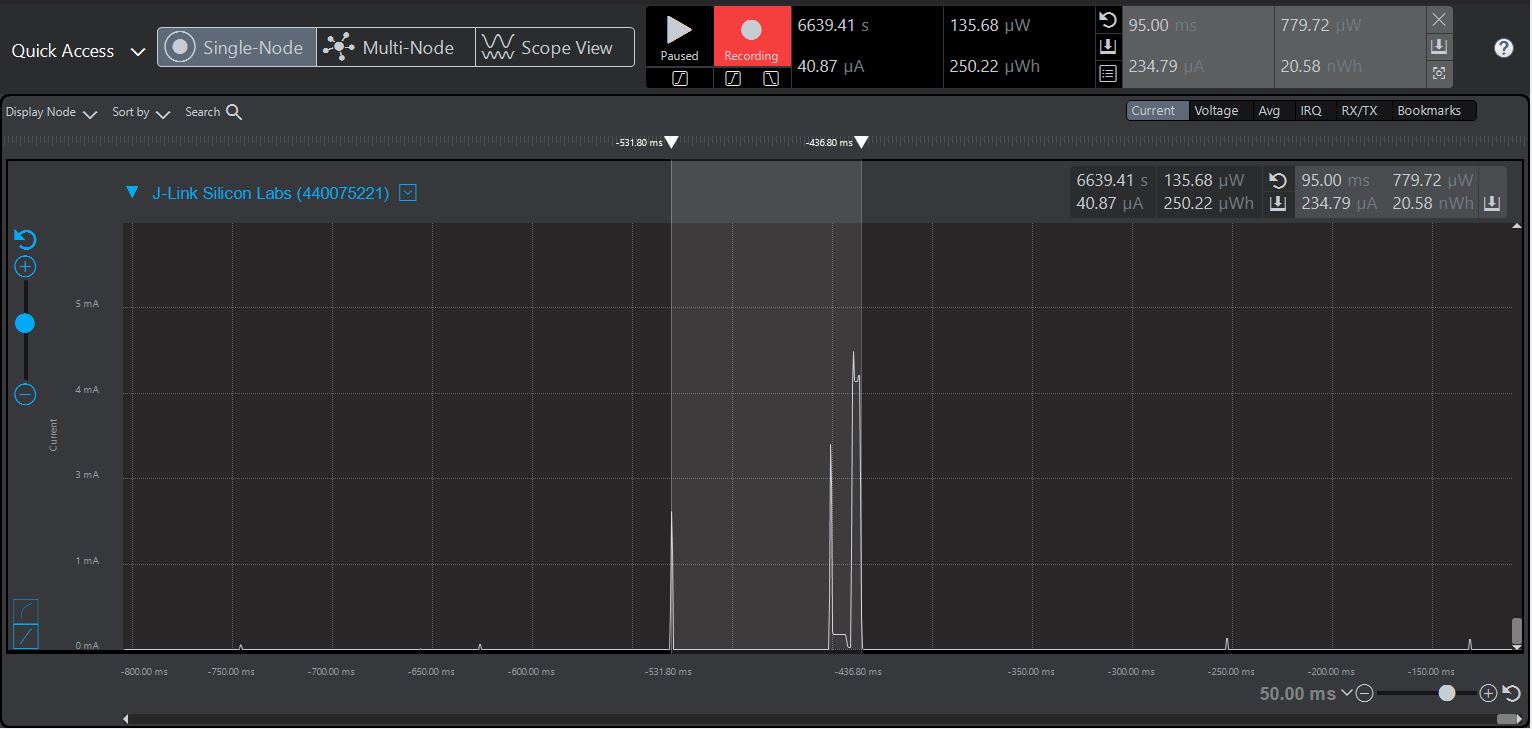 Quick Access
Single-Node
Multi-Node
Scope View
Paused
Recording
6639.41 s
40.87 µA
135.68 µW
250.22 µWh
95.00 ms
234.79 µA
779.72 µW
20.58 nWh
?
Display Node
Sort by
Search
Current
Voltage
Avg
IRQ
RX/TX
Bookmarks
-531.80 ms
-436.80 ms
J-Link Silicon Labs (440075221)
6639.41 s
40.87 µA
135.68 µW
250.22 µWh
95.00 ms
234.79 µA
779.72 µW
20.58 nWh
5 mA
4 mA
3 mA
1 mA
0 mA
Current
-800.00 ms
-750.00 ms
-700.00 ms
-650.00 ms
-600.00 ms
-531.80 ms
-436.80 ms
-350.00 ms
-300.00 ms
-250.00 ms
-200.00 ms
-150.00 ms
50.00 ms